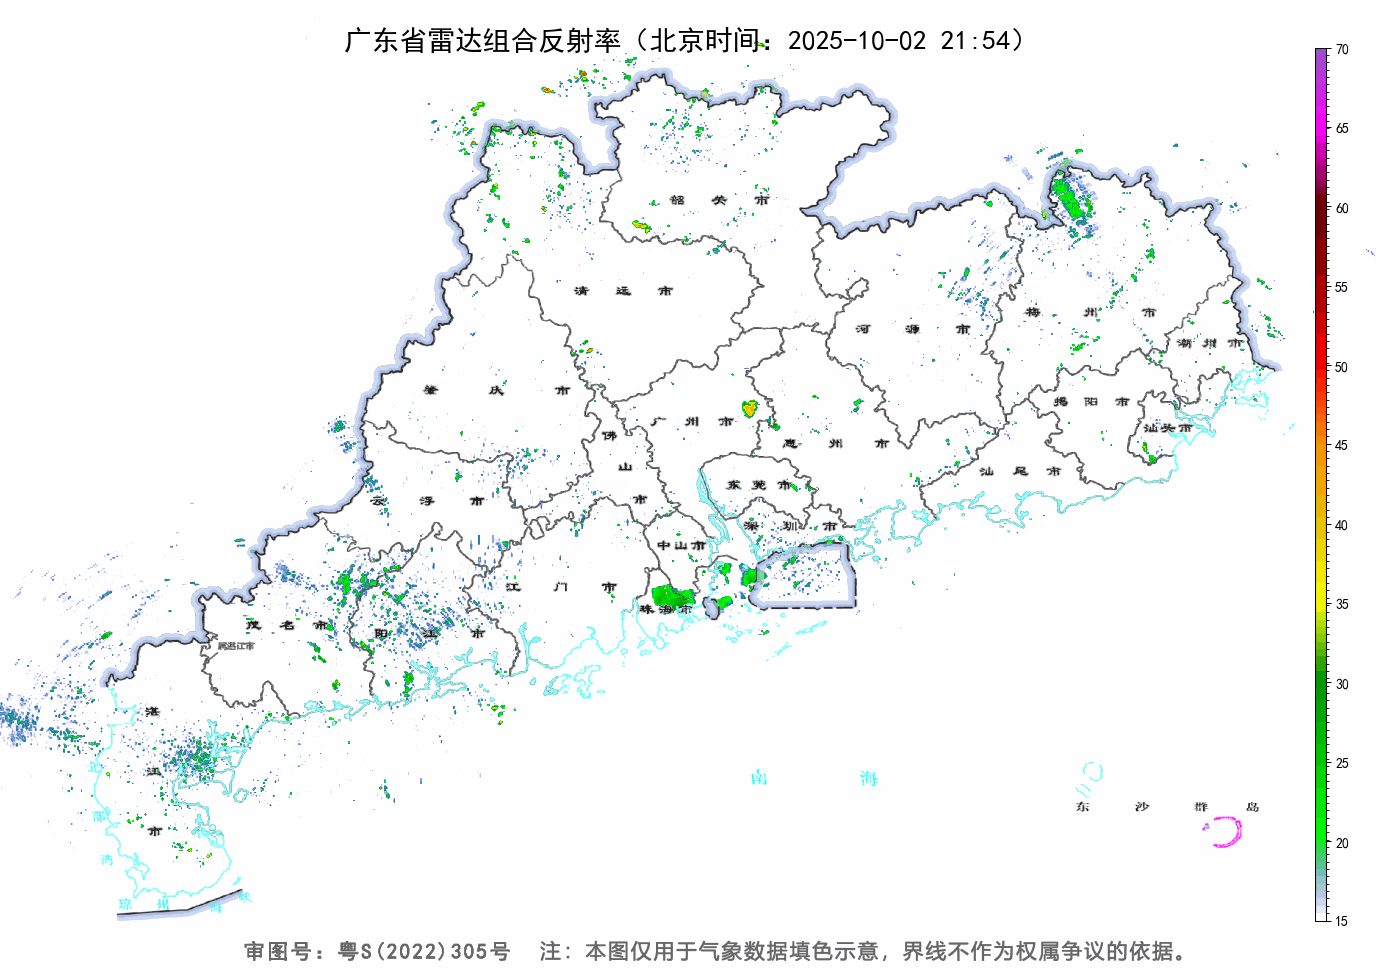 广东省雷达组合反射率（北京时间：2025-10-02 21:54）
70
65
60
55
50
45
40
35
30
25
20
15
韶关市
清远市
河源市
梅州市
潮州市
肇庆市
广州市
佛山市
惠州市
揭阳市
汕头市
汕尾市
东莞市
云浮市
深圳市
中山市
江门市
珠海市
茂名市
阳江市
属湛江市
湛江市
南海
东沙群岛
北部湾
琼州海峡
审图号：粤S(2022)305号 注：本图仅用于气象数据填色示意，界线不作为权属争议的依据。